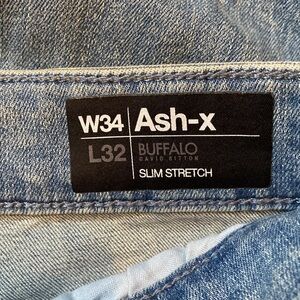 W34 Ash-x
L32 BUFFALO
DAVID BITTON
SLIM STRETCH